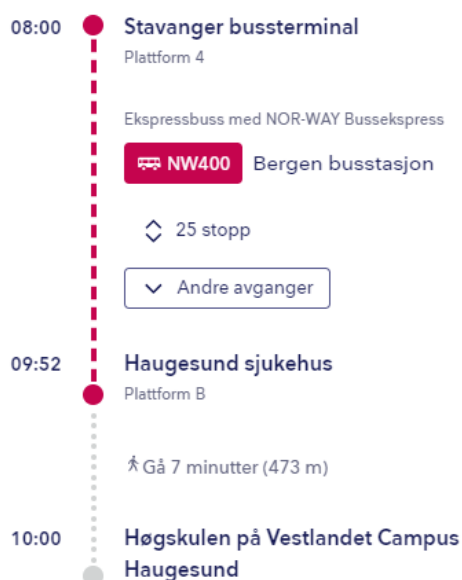 08:00 Stavanger bussterminal
Plattform 4
Ekspressbuss med NOR-WAY Bussekspress
NW400 Bergen busstasjon
25 stopp
Andre avganger
09:52 Haugesund sjukehus
Plattform B
Gå 7 minutter (473 m)
10:00 Høgskulen på Vestlandet Campus
Haugesund